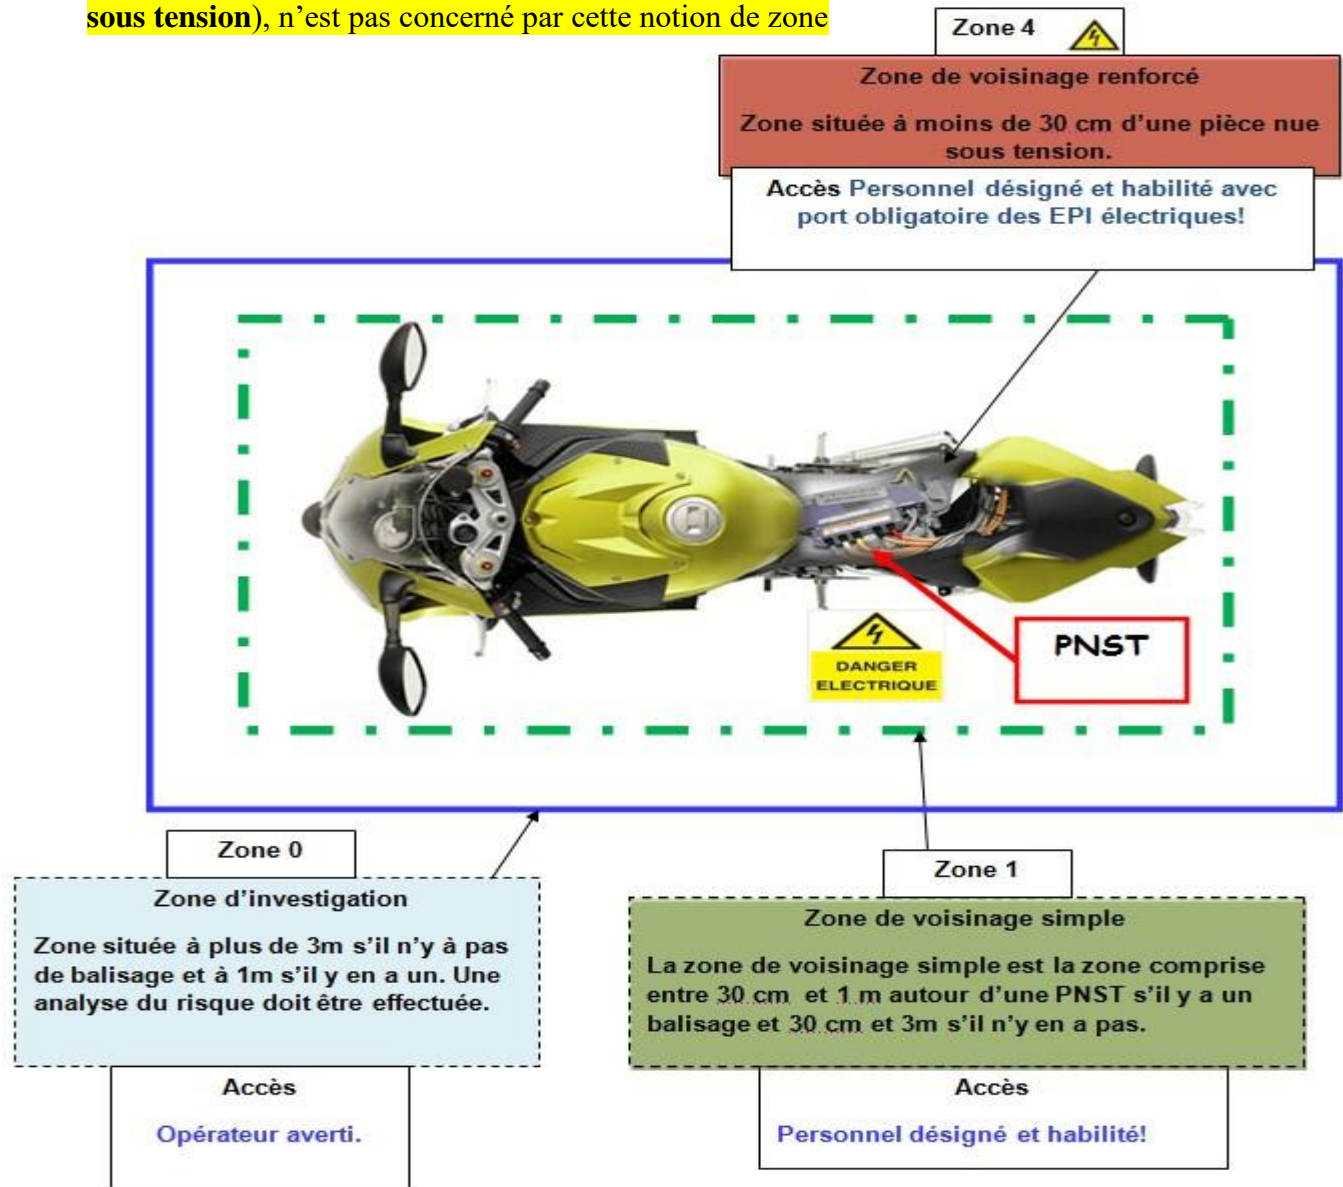 sous tension), n’est pas concerné par cette notion de zone
Zone 4
Zone de voisinage renforcé
Zone située à moins de 30 cm d’une pièce nue
sous tension.
Accès Personnel désigné et habilité avec
port obligatoire des EPI électriques!
PNST
DANGER
ELECTRIQUE
Zone 0
Zone d’investigation
Zone située à plus de 3m s’il n’y à pas
de balisage et à 1m s’il y en a un. Une
analyse du risque doit être effectuée.
Accès
Opérateur averti.
Zone 1
Zone de voisinage simple
La zone de voisinage simple est la zone comprise
entre 30 cm et 1 m autour d’une PNST s’il y a un
balisage et 30 cm et 3m s’il n’y en a pas.
Accès
Personnel désigné et habilité!